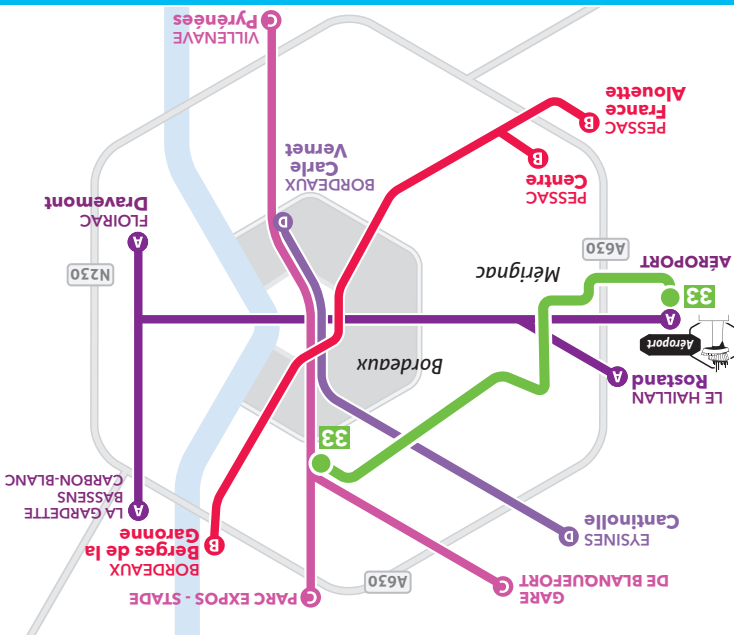 GARE
DE BLANQUEFORT
C
A630
C PARC EXPOS - STADE
BORDEAUX
Berges de la
Garonne
B
EYSINES
Cantinolle
D
LA GARDETTE
BASSENS
CARBON-BLANC
A
33
LE HAILLAN
Rostand
A
Bordeaux
Aéroport
A
33
AÉROPORT
Mérignac
A630
N230
A
FLOIRAC
Dravemont
D
BORDEAUX
Carle
Vernet
PESSAC
Centre
B
PESSAC
France
Alouette
B
VILLENAVE
Pyrénées
C